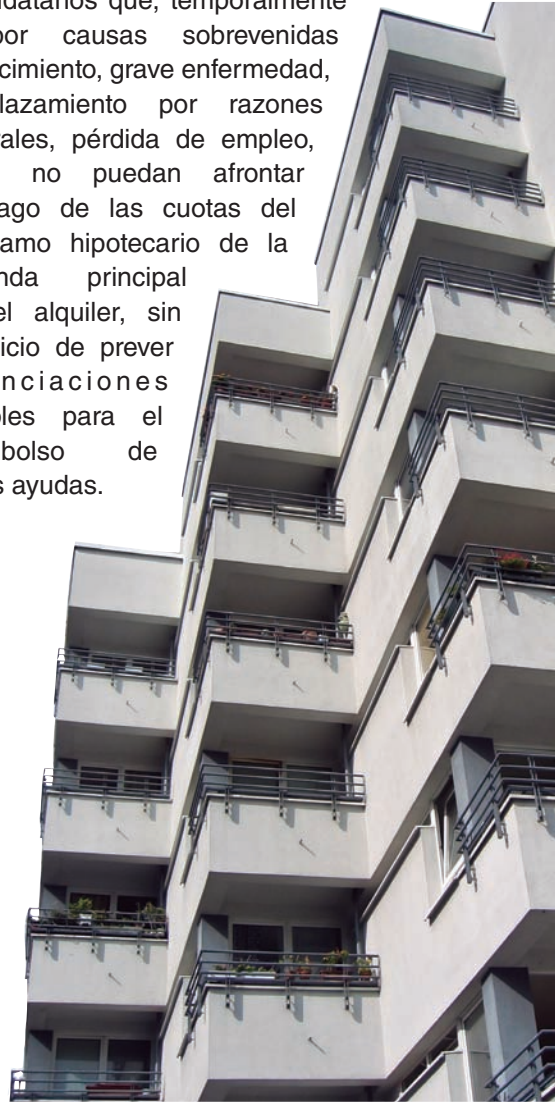 datarios que, temporalmente
por causas sobrevenidas
cimiento, grave enfermedad,
lazamiento por razones
rales, pérdida de empleo,
no puedan afrontar
ago de las cuotas del
amo hipotecario de la
nda principal
el alquiler, sin
icio de prever
nciaciones
les para el
bolso de
s ayudas.